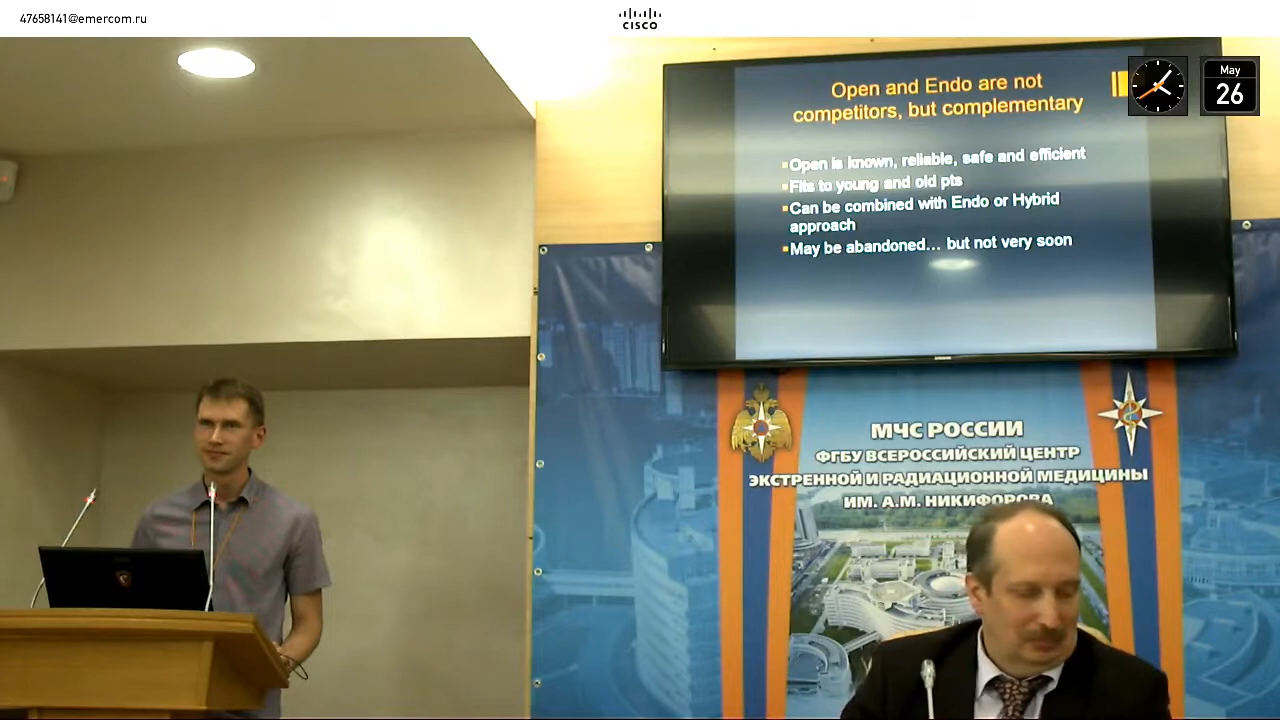 47658141@emercom.ru
CISCO
May
26
Open and Endo are not
competitors, but complementary
Open is known, reliable, safe and efficient
Fits to young and old pts
Can be combined with Endo or Hybrid
approach
May be abandoned... but not very soon
МЧС РОССИИ
ФГБУ ВСЕРОССИЙСКИЙ ЦЕНТР
ЭКСТРЕННОЙ И РАДИАЦИОННОЙ МЕДИЦИНЫ
ИМ. А.М. НИКИФОРОВА